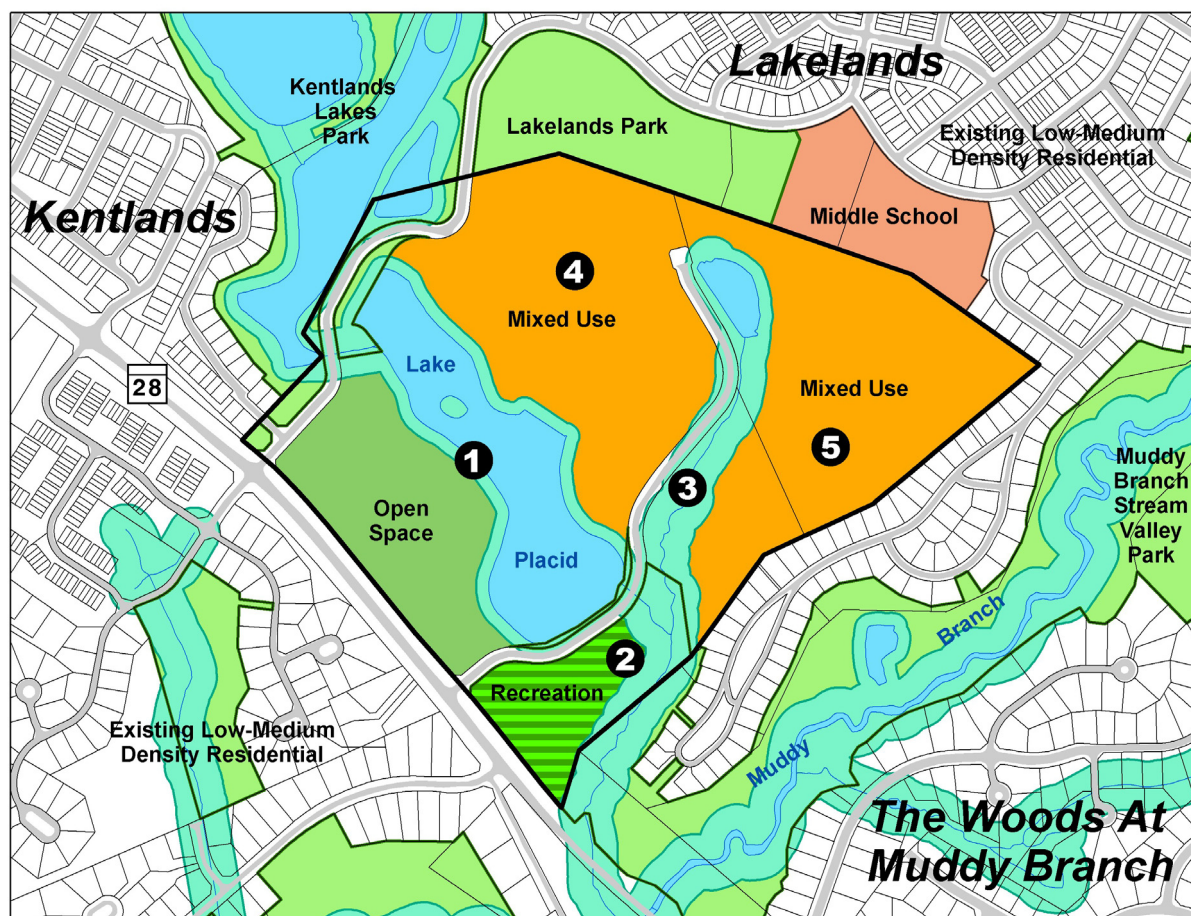 Lakelands
Kentlands
Lakes
Park
Lakelands Park
Existing Low-Medium
Density Residential
Kentlands
Middle School
4
Mixed Use
Lake
28
Mixed Use
1
5
Muddy
Branch
Stream
Valley
Park
3
Open
Space
Placid
Branch
2
Recreation
Existing Low-Medium
Density Residential
Muddy
The Woods At
Muddy Branch